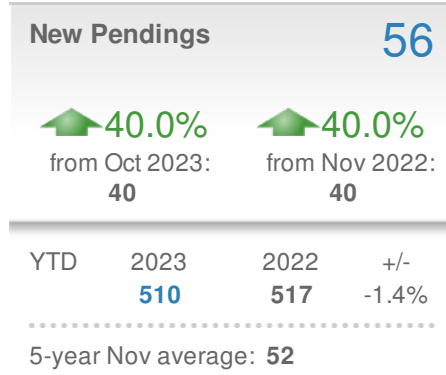 New Pendings 56
40.0% 40.0%
from Oct 2023: from Nov 2022:
40 40
YTD 2023 2022 +/-
510 517 -1.4%
5-year Nov average: 52